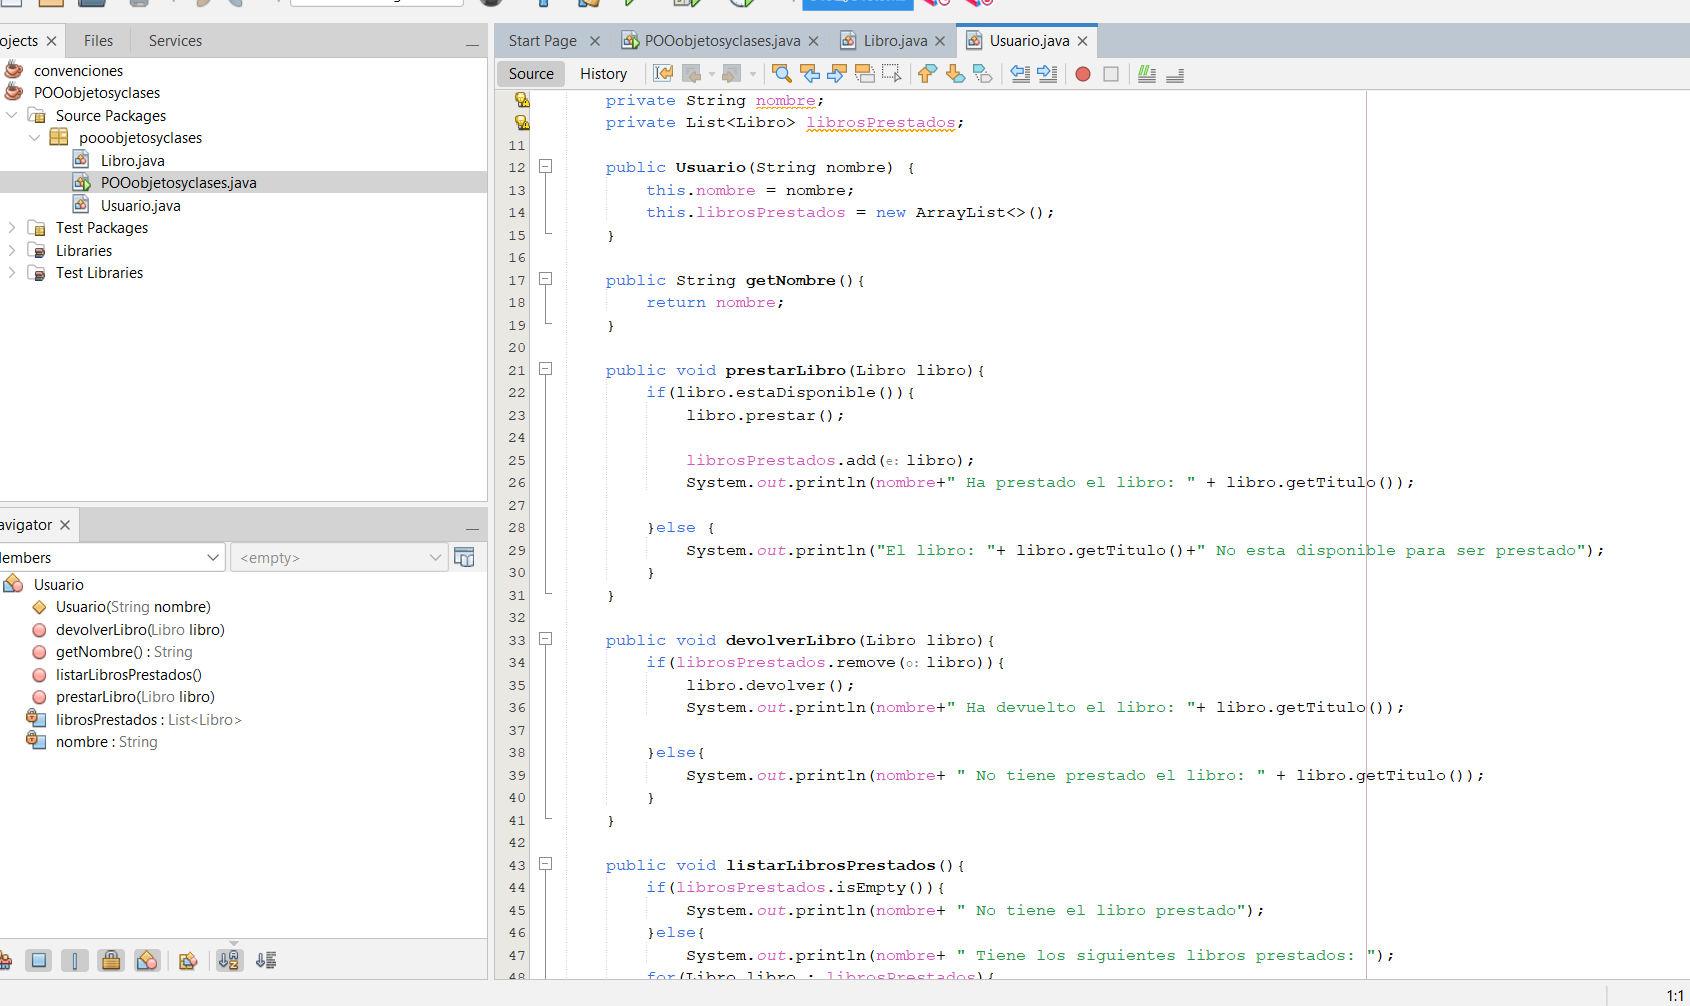 ojects
Files
Services
convenciones
POOobjetosyclases
Source Packages
pooobjetosyclases
Libro.java
POOobjetosyclases.java
Usuario.java
Test Packages
Libraries
Test Libraries
avigator
lembers
<empty>
Usuario
Usuario(String nombre)
devolverLibro(Libro libro)
getNombre() : String
listarLibrosPrestados()
prestarLibro(Libro libro)
librosPrestados : List<Libro>
nombre : String
Start Page
POOobjetosyclases.java
Libro.java
Usuario.java
Source
History
private String nombre;
private List<Libro> librosPrestados;
11
12 public Usuario(String nombre) {
13 this.nombre = nombre;
14 this.librosPrestados = new ArrayList<>();
15 }
16
17 public String getNombre(){
18 return nombre;
19 }
20
21 public void prestarLibro(Libro libro){
22 if(libro.estaDisponible()){
23 libro.prestar();
24
25 librosPrestados.add(e: libro);
26 System.out.println(nombre+" Ha prestado el libro: " + libro.getTitulo());
27
28 }else {
29 System.out.println("El libro: "+ libro.getTitulo()+" No esta disponible para ser prestado");
30 }
31 }
32
33 public void devolverLibro(Libro libro){
34 if(librosPrestados.remove(o: libro)){
35 libro.devolver();
36 System.out.println(nombre+" Ha devuelto el libro: "+ libro.getTitulo());
37
38 }else{
39 System.out.println(nombre+ " No tiene prestado el libro: " + libro.getTitulo());
40 }
41 }
42
43 public void listarLibrosPrestados(){
44 if(librosPrestados.isEmpty()){
45 System.out.println(nombre+ " No tiene el libro prestado");
46 }else{
47 System.out.println(nombre+ " Tiene los siguientes libros prestados: ");
48 for(Libro libro : librosPrestados){
1:1